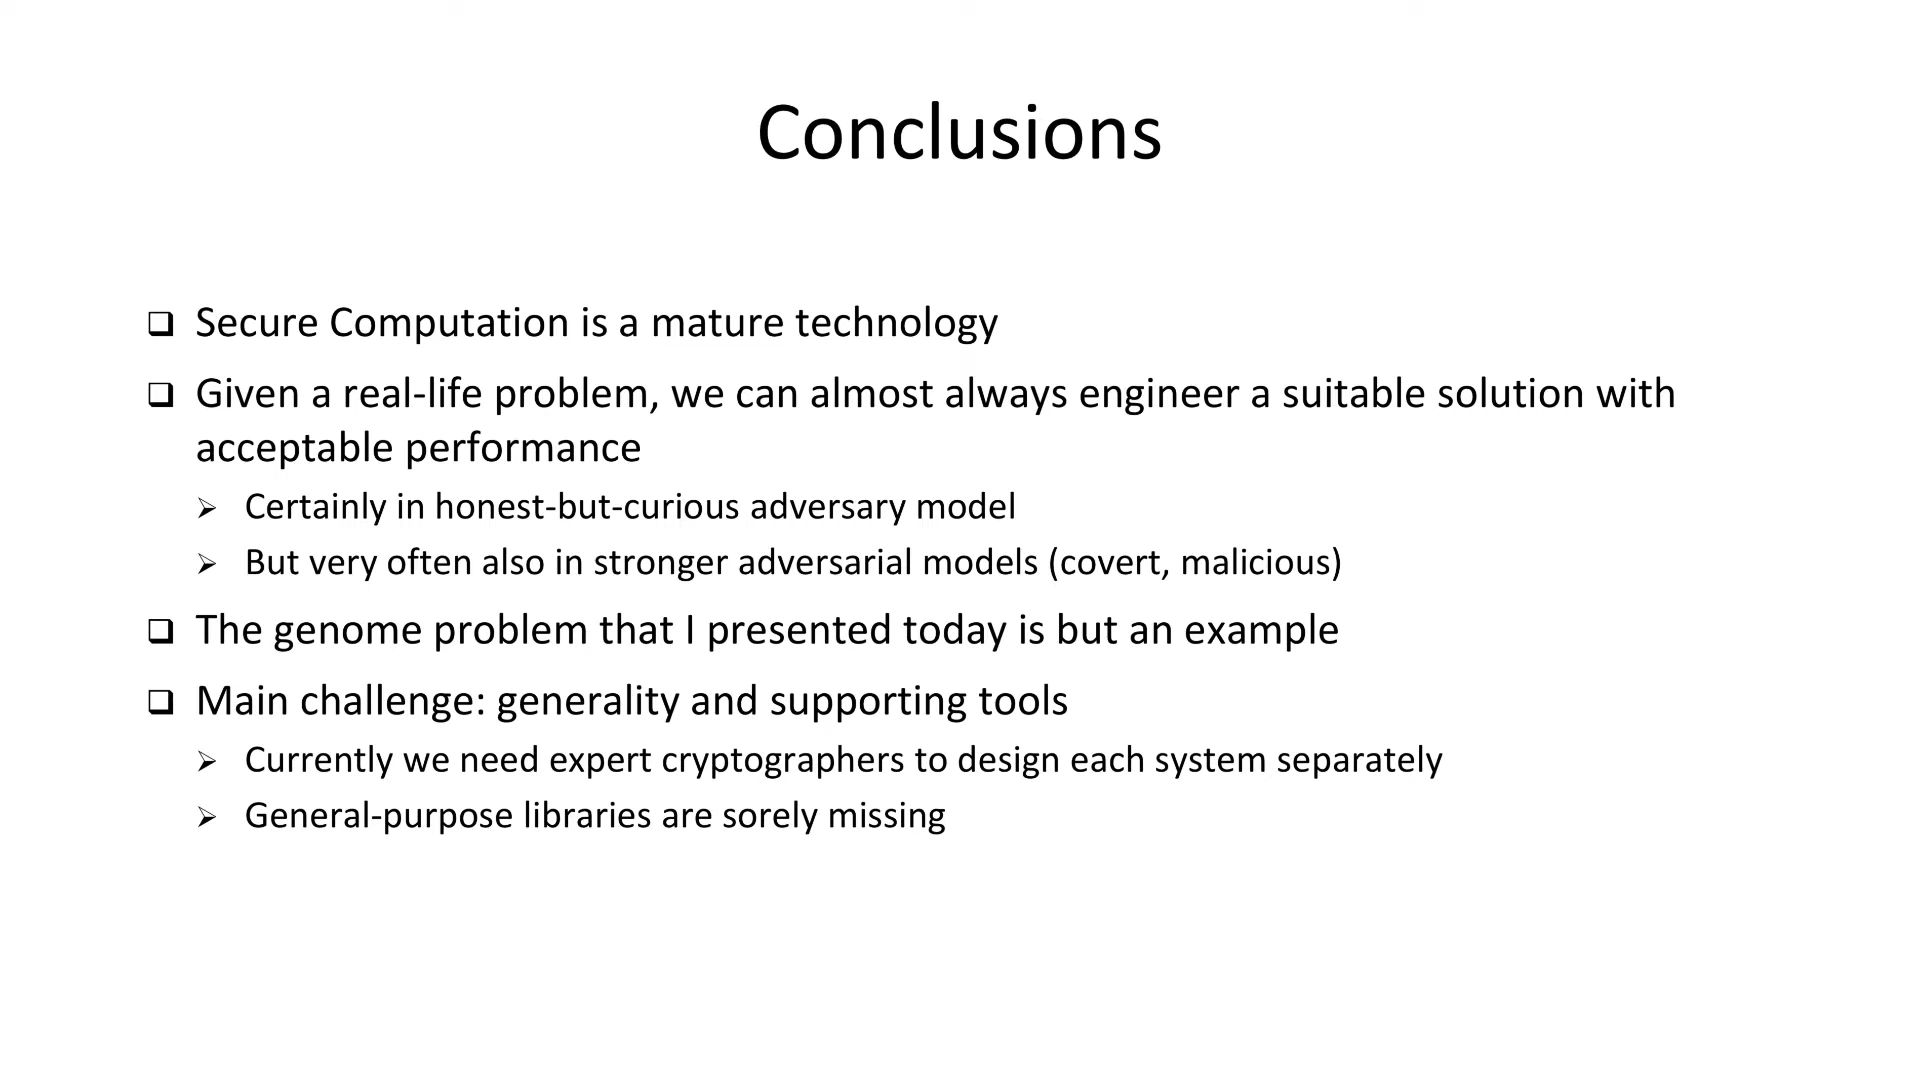 Conclusions
❑ Secure Computation is a mature technology
❑ Given a real-life problem, we can almost always engineer a suitable solution with
acceptable performance
➢ Certainly in honest-but-curious adversary model
➢ But very often also in stronger adversarial models (covert, malicious)
❑ The genome problem that I presented today is but an example
❑ Main challenge: generality and supporting tools
➢ Currently we need expert cryptographers to design each system separately
➢ General-purpose libraries are sorely missing